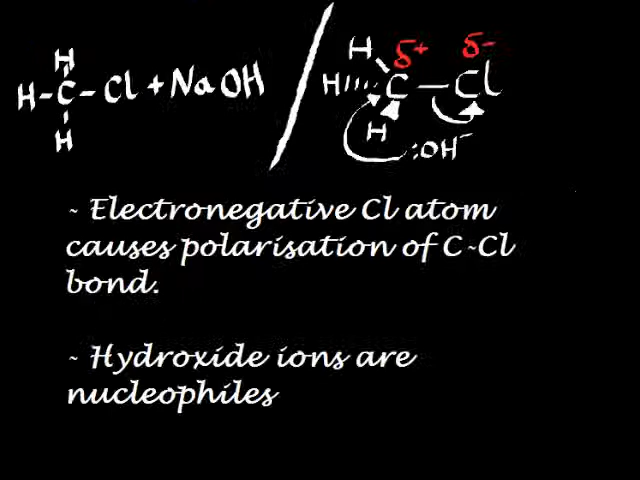 H
H-C-Cl + NaOH
H
H δ+ δ-
H C — Cl
H :OH⁻
~ Electronegative Cl atom
causes polarisation of C~Cl
bond.
~ Hydroxide ions are
nucleophiles